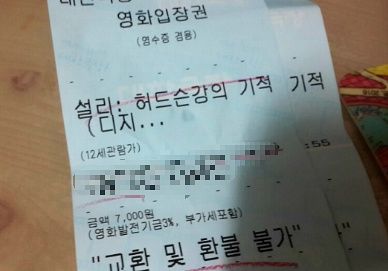 영화입장권
(영수증 겸용)
설리: 허드슨강의 기적 기적
(디지...
(12세관람가)
:55
금액 7,000원
(영화발전기금3%, 부가세포함)
"교환 및 환불 불가"